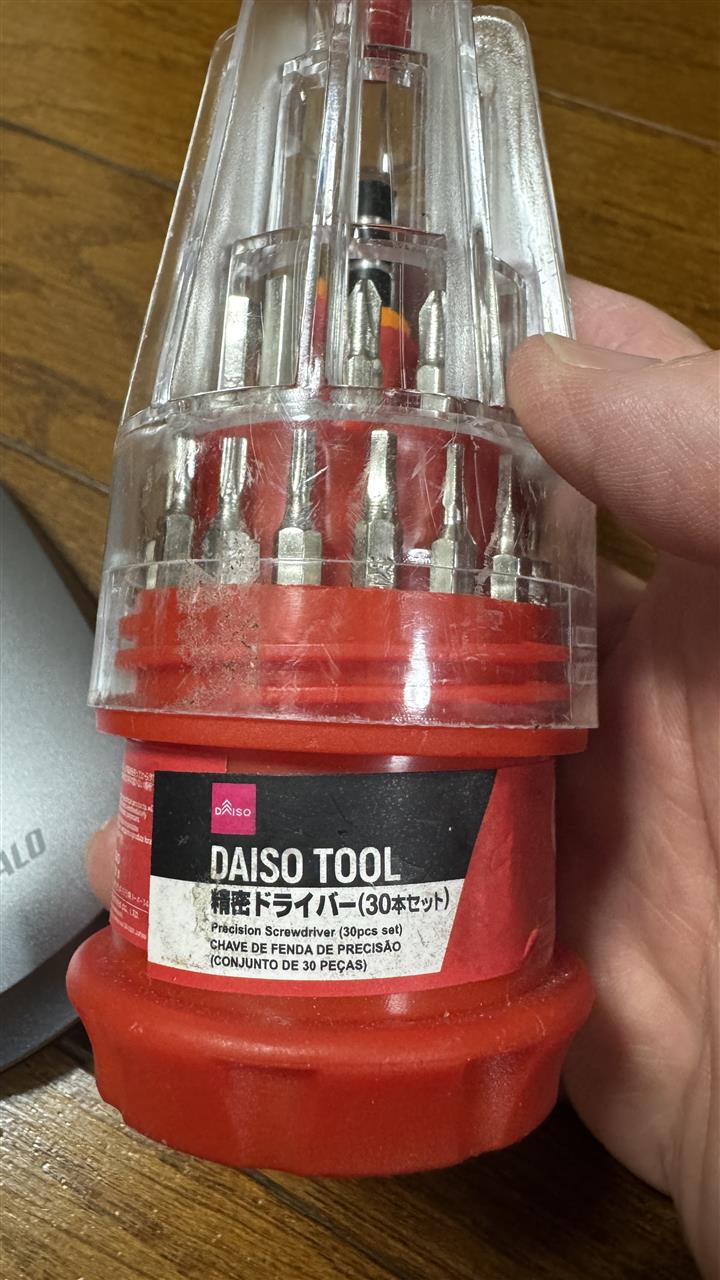 DAISO
DAISO TOOL
精密ドライバー(30本セット)
Precision Screwdriver (30pcs set)
CHAVE DE FENDA DE PRECISÃO
(CONJUNTO DE 30 PEÇAS)
ALO